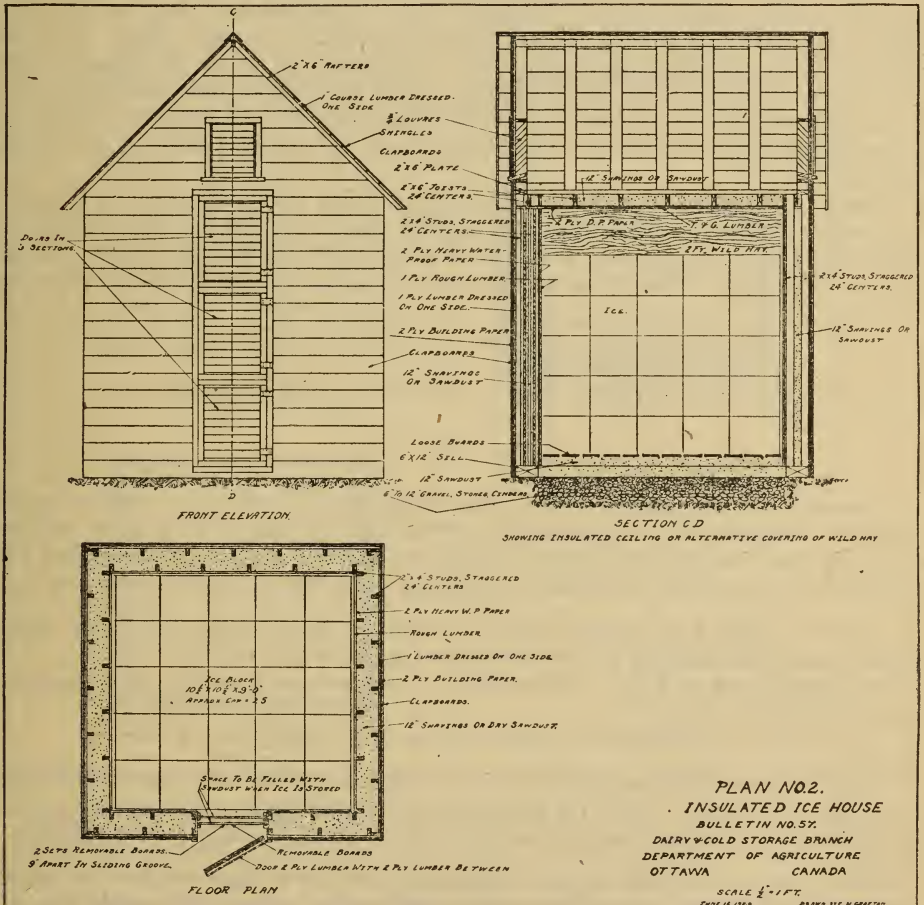 C
2"X6" RAFTERS
1" COURSE LUMBER DRESSED
ONE SIDE
LOUVRES
SHINGLES
CLAPBOARDS
2"X6" PLATE
2"X6" JOISTS
24" CENTERS.
2X4" STUDS, STAGGERED
24" CENTERS.
2 PLY HEAVY WATER-
PROOF PAPER
1 PLY ROUGH LUMBER
1 PLY LUMBER DRESSED
ON ONE SIDE.
2 PLY BUILDING PAPER
CLAPBOARDS
12" SHAVINGS
OR SAWDUST
LOOSE BOARDS
6"X12" SELL
12" SAWDUST
6" TO 12" GRAVEL, STONES, CINDERS.
DOORS IN
3 SECTIONS.
D
FRONT ELEVATION.
12" SHAVINGS OR SAWDUST
2 PLY D.P. PAPER
T. & G. LUMBER
2 FT. WILD HAY.
ICE.
2X4" STUDS, STAGGERED
24" CENTERS.
12" SHAVINGS OR
SAWDUST
SECTION C D
SHOWING INSULATED CEILING OR ALTERNATIVE COVERING OF WILD HAY
2"X4" STUDS, STAGGERED
24" CENTERS
2 PLY HEAVY W.P PAPER
ROUGH LUMBER
1" LUMBER DRESSED ON ONE SIDE
2 PLY BUILDING PAPER.
CLAPBOARDS.
12" SHAVINGS OR DRY SAWDUST.
ICE BLOCK
10½ X 10½ X 9'-0"
APPROX CAP = 25
SPACE TO BE FILLED WITH
SAWDUST WHEN ICE IS STORED
2 SETS REMOVABLE BOARDS.
9" APART IN SLIDING GROOVE.
REMOVABLE BOARDS
DOOR 2 PLY LUMBER WITH 2 PLY LUMBER BETWEEN
FLOOR PLAN
PLAN NO.2.
INSULATED ICE HOUSE
BULLETIN NO. 57.
DAIRY & COLD STORAGE BRANCH
DEPARTMENT OF AGRICULTURE
OTTAWA CANADA
SCALE ½" = 1 FT.